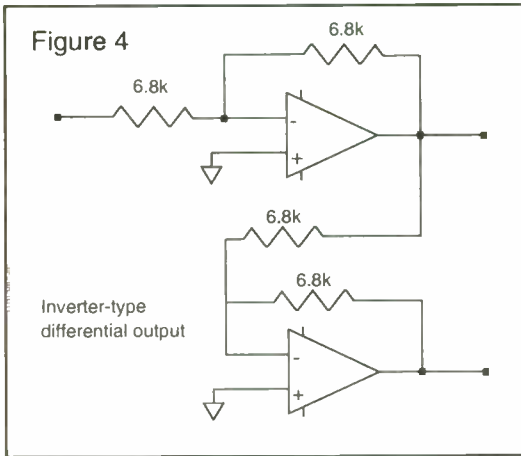 Figure 4
6.8k
6.8k
-
+
6.8k
6.8k
Inverter-type
differential output
-
+